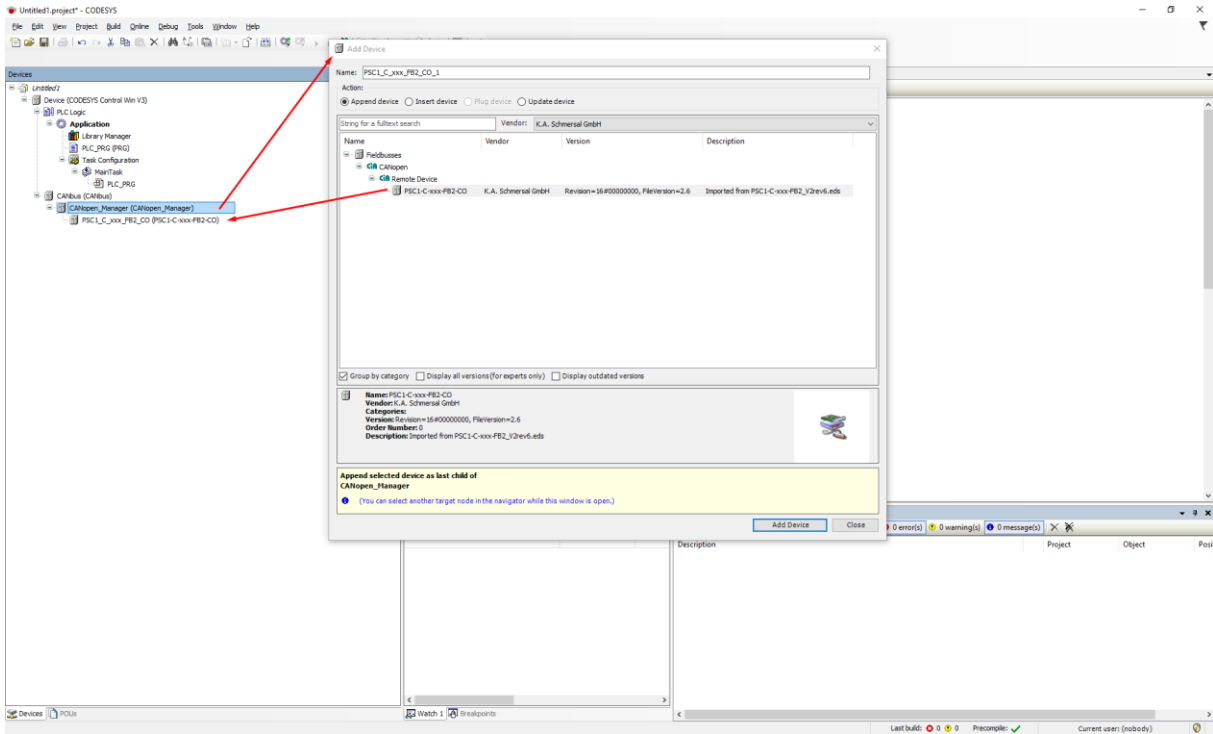 Untitled1.project* - CODESYS
File Edit View Project Build Online Debug Tools Window Help
Add Device
Name: PSC1_C_xxx_FB2_CO_1
Action:
Append device Insert device Plug device Update device
String for a fulltext search Vendor: K.A. Schmersal GmbH
Name Vendor Version Description
Fieldbusses
CiA CANopen
CiA Remote Device
PSC1-C-xxx-FB2-CO K.A. Schmersal GmbH Revision=16#00000000, FileVersion=2.6 Imported from PSC1-C-xxx-FB2_V2rev6.eds
Group by category Display all versions (for experts only) Display outdated versions
Name: PSC1-C-xxx-FB2-CO
Vendor: K.A. Schmersal GmbH
Categories:
Version: Revision=16#00000000, FileVersion=2.6
Order Number: 0
Description: Imported from PSC1-C-xxx-FB2_V2rev6.eds
Append selected device as last child of
CANopen_Manager
(You can select another target node in the navigator while this window is open.)
Add Device Close
Devices
Untitled1
Device (CODESYS Control Win V3)
PLC Logic
Application
Library Manager
PLC_PRG (PRG)
Task Configuration
MainTask
PLC_PRG
CANbus (CANbus)
CANopen_Manager (CANopen_Manager)
PSC1_C_xxx_FB2_CO (PSC1-C-xxx-FB2-CO)
0 error(s) 0 warning(s) 0 message(s)
Description Project Object Posi
Devices POUs
Watch 1 Breakpoints
Last build: 0 0 Precompile: Current user: (nobody)